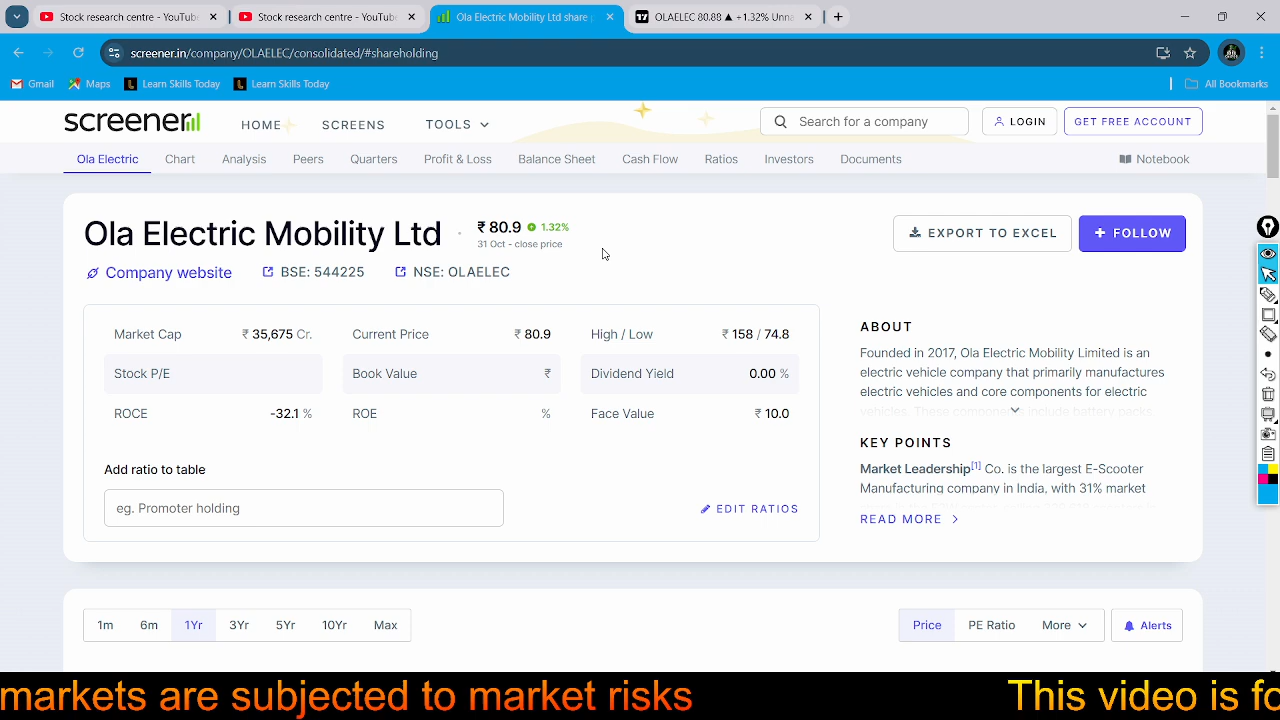 Stock research centre - YouTube
Stock research centre - YouTube
Ola Electric Mobility Ltd share
OLAELEC 80.88 ▲ +1.32% Unna
screener.in/company/OLAELEC/consolidated/#shareholding
Gmail
Maps
Learn Skills Today
Learn Skills Today
All Bookmarks
screener
HOME
SCREENS
TOOLS
Search for a company
LOGIN
GET FREE ACCOUNT
Ola Electric
Chart
Analysis
Peers
Quarters
Profit & Loss
Balance Sheet
Cash Flow
Ratios
Investors
Documents
Notebook
Ola Electric Mobility Ltd
₹ 80.9 1.32%
31 Oct - close price
EXPORT TO EXCEL
+ FOLLOW
Company website
BSE: 544225
NSE: OLAELEC
Market Cap ₹ 35,675 Cr.
Current Price ₹ 80.9
High / Low ₹ 158 / 74.8
Stock P/E
Book Value ₹
Dividend Yield 0.00 %
ROCE -32.1 %
ROE %
Face Value ₹ 10.0
Add ratio to table
eg. Promoter holding
EDIT RATIOS
ABOUT
Founded in 2017, Ola Electric Mobility Limited is an
electric vehicle company that primarily manufactures
electric vehicles and core components for electric
vehicles. These components include battery packs
KEY POINTS
Market Leadership[1] Co. is the largest E-Scooter
Manufacturing company in India, with 31% market
READ MORE
1m
6m
1Yr
3Yr
5Yr
10Yr
Max
Price
PE Ratio
More
Alerts
markets are subjected to market risks
This video is fo